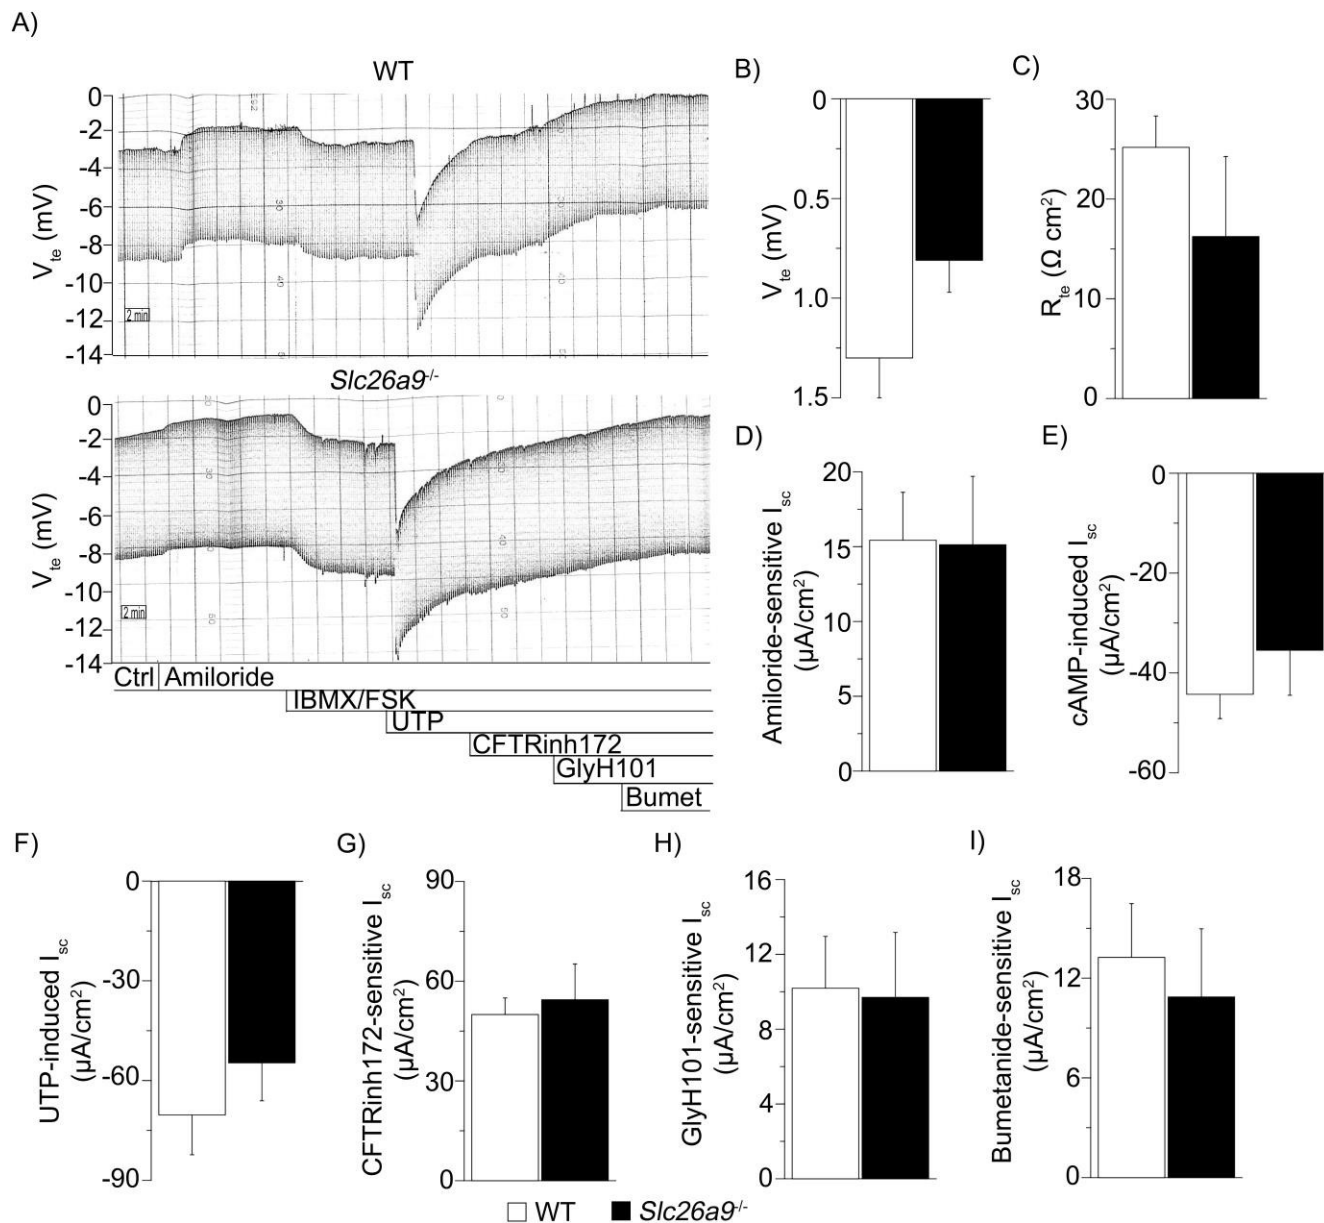 A)
WT
0
-2
-4
-6
-8
-10
-12
-14
V_te (mV)
2 min
Slc26a9-/-
0
-2
-4
-6
-8
-10
-12
-14
V_te (mV)
2 min
Ctrl Amiloride
IBMX/FSK
UTP
CFTRinh172
GlyH101
Bumet
B)
0
0.5
1.0
1.5
V_te (mV)
C)
30
20
10
0
R_te (Ω cm²)
D)
20
15
10
5
0
Amiloride-sensitive I_sc
(µA/cm²)
E)
0
-20
-40
-60
cAMP-induced I_sc
(µA/cm²)
F)
0
-30
-60
-90
UTP-induced I_sc
(µA/cm²)
G)
90
60
30
0
CFTRinh172-sensitive I_sc
(µA/cm²)
H)
16
12
8
4
0
GlyH101-sensitive I_sc
(µA/cm²)
I)
18
12
6
0
Bumetanide-sensitive I_sc
(µA/cm²)
WT Slc26a9-/-